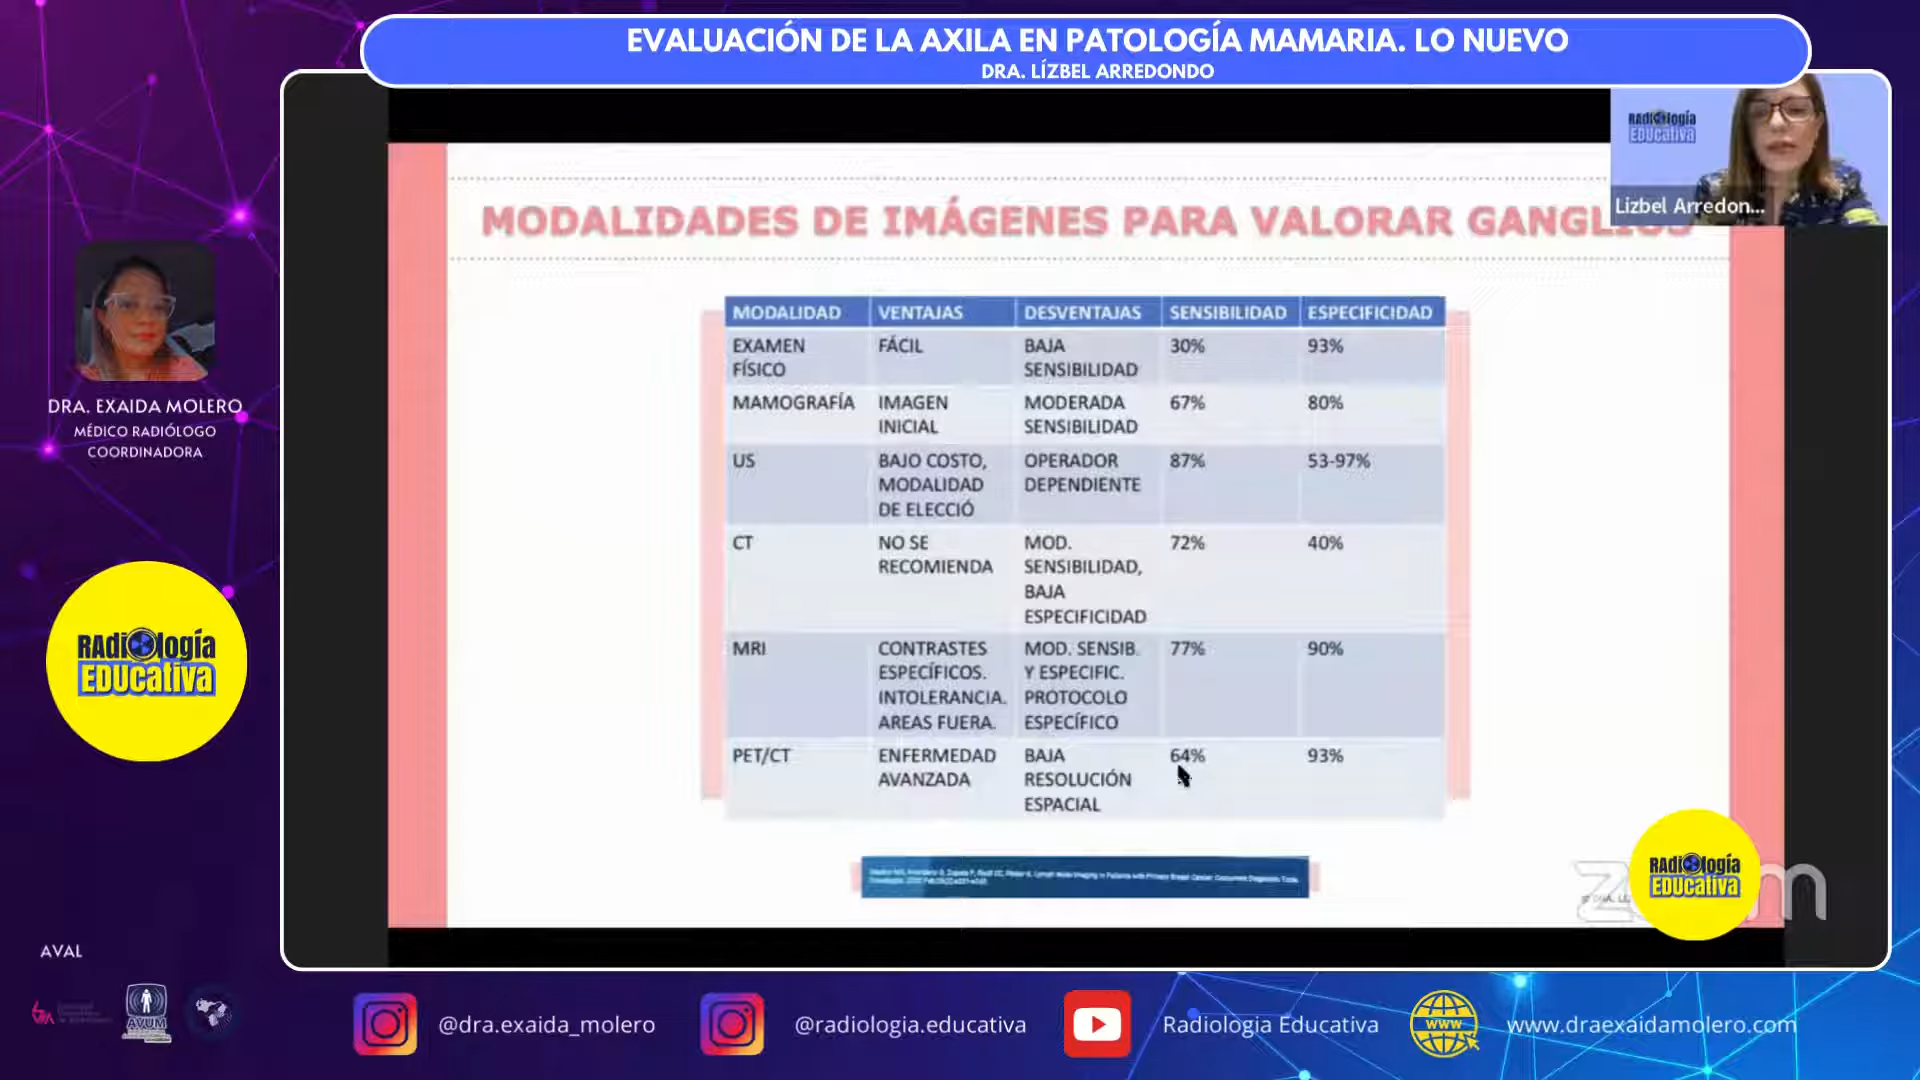 EVALUACIÓN DE LA AXILA EN PATOLOGÍA MAMARIA. LO NUEVO
DRA. LÍZBEL ARREDONDO
RADIología
EDUcativa
Lizbel Arredon...
MODALIDADES DE IMÁGENES PARA VALORAR GANGLIOS
MODALIDAD VENTAJAS DESVENTAJAS SENSIBILIDAD ESPECIFICIDAD
EXAMEN FÍSICO FÁCIL BAJA SENSIBILIDAD 30% 93%
MAMOGRAFÍA IMAGEN INICIAL MODERADA SENSIBILIDAD 67% 80%
US BAJO COSTO, MODALIDAD DE ELECCIÓ OPERADOR DEPENDIENTE 87% 53-97%
CT NO SE RECOMIENDA MOD. SENSIBILIDAD, BAJA ESPECIFICIDAD 72% 40%
MRI CONTRASTES ESPECÍFICOS. INTOLERANCIA. AREAS FUERA. MOD. SENSIB. Y ESPECIFIC. PROTOCOLO ESPECÍFICO 77% 90%
PET/CT ENFERMEDAD AVANZADA BAJA RESOLUCIÓN ESPACIAL 64% 93%
DRA. EXAIDA MOLERO
MÉDICO RADIÓLOGO
COORDINADORA
RADIología
EDUcativa
RADIología
EDUcativa
AVAL
AVUM
@dra.exaida_molero
@radiologia.educativa
Radiologia Educativa
WWW
www.draexaidamolero.com